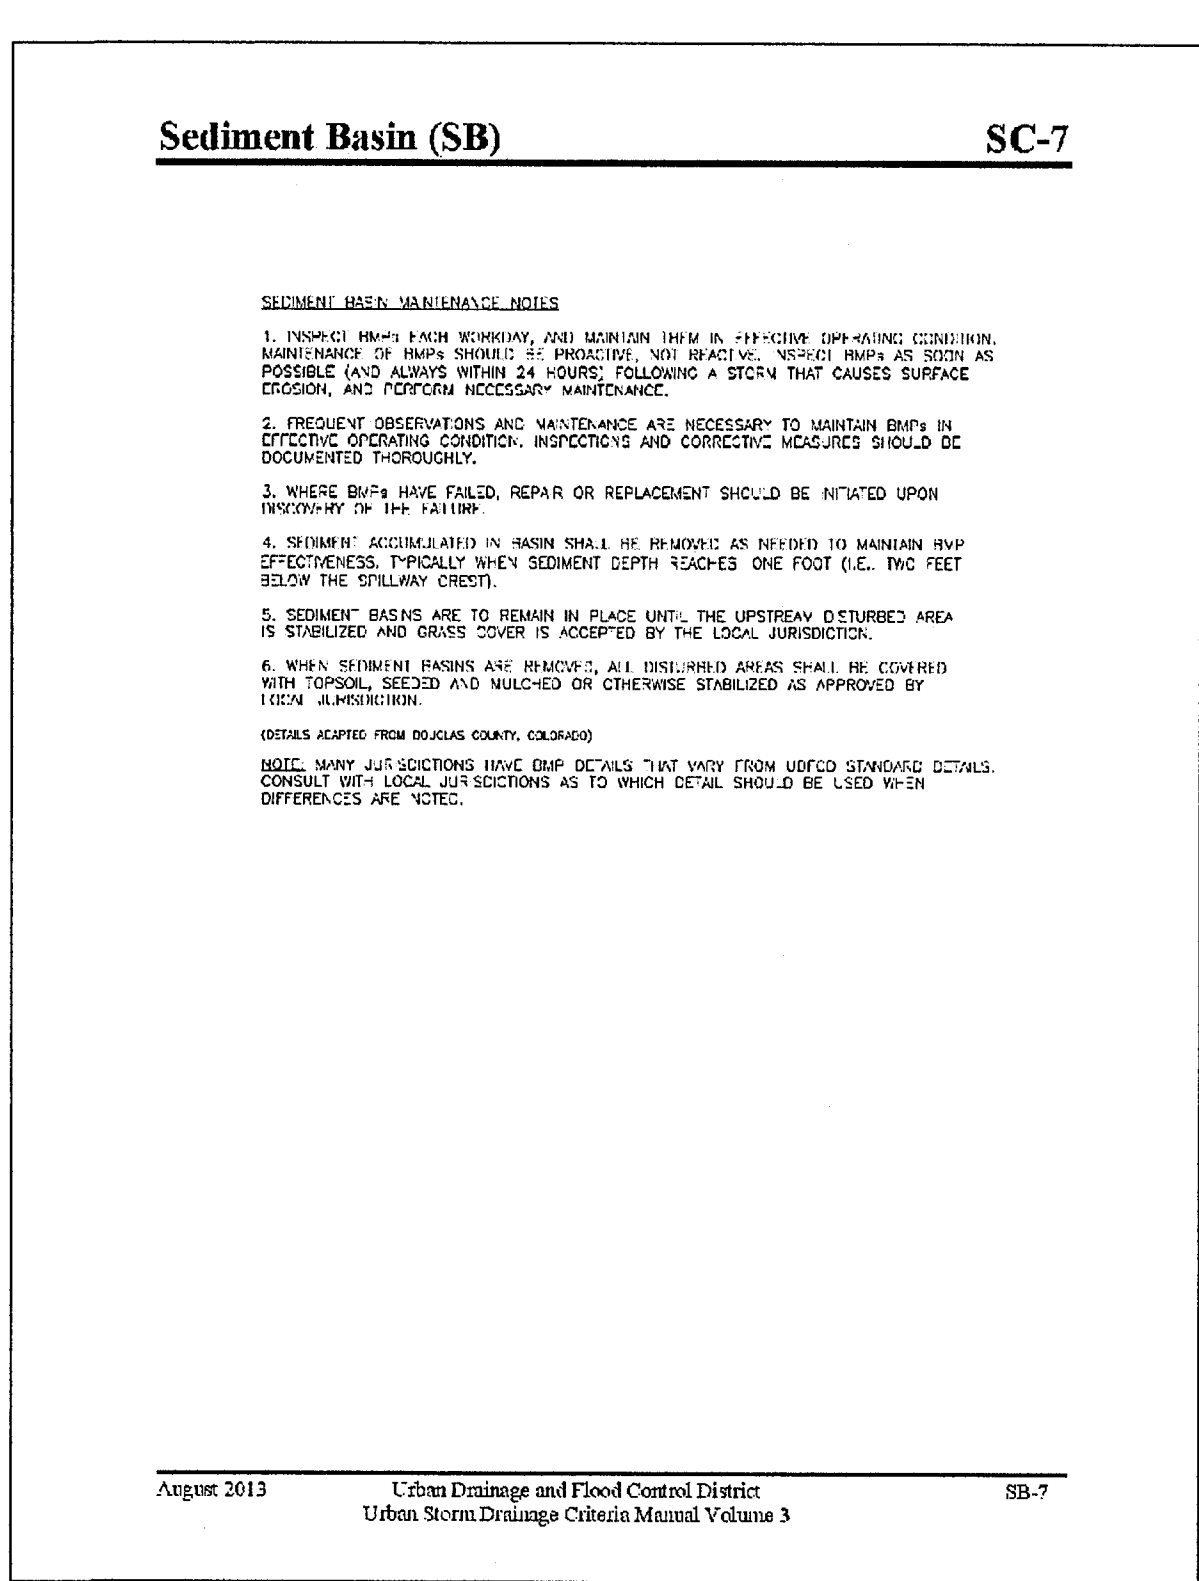 Sediment Basin (SB) SC-7
SEDIMENT BASIN MAINTENANCE NOTES
1. INSPECT BMPs EACH WORKDAY, AND MAINTAIN THEM IN EFFECTIVE OPERATING CONDITION.
MAINTENANCE OF BMPs SHOULD BE PROACTIVE, NOT REACTIVE. INSPECT BMPs AS SOON AS
POSSIBLE (AND ALWAYS WITHIN 24 HOURS) FOLLOWING A STORM THAT CAUSES SURFACE
EROSION, AND PERFORM NECESSARY MAINTENANCE.
2. FREQUENT OBSERVATIONS AND MAINTENANCE ARE NECESSARY TO MAINTAIN BMPs IN
EFFECTIVE OPERATING CONDITION. INSPECTIONS AND CORRECTIVE MEASURES SHOULD BE
DOCUMENTED THOROUGHLY.
3. WHERE BMPs HAVE FAILED, REPAIR OR REPLACEMENT SHOULD BE INITIATED UPON
DISCOVERY OF THE FAILURE.
4. SEDIMENT ACCUMULATED IN BASIN SHALL BE REMOVED AS NEEDED TO MAINTAIN BMP
EFFECTIVENESS, TYPICALLY WHEN SEDIMENT DEPTH REACHES ONE FOOT (I.E., TWO FEET
BELOW THE SPILLWAY CREST).
5. SEDIMENT BASINS ARE TO REMAIN IN PLACE UNTIL THE UPSTREAM DISTURBED AREA
IS STABILIZED AND GRASS COVER IS ACCEPTED BY THE LOCAL JURISDICTION.
6. WHEN SEDIMENT BASINS ARE REMOVED, ALL DISTURBED AREAS SHALL BE COVERED
WITH TOPSOIL, SEEDED AND MULCHED OR OTHERWISE STABILIZED AS APPROVED BY
LOCAL JURISDICTION.
(DETAILS ADAPTED FROM DOUGLAS COUNTY, COLORADO)
NOTE: MANY JURISDICTIONS HAVE BMP DETAILS THAT VARY FROM UDFCD STANDARD DETAILS.
CONSULT WITH LOCAL JURISDICTIONS AS TO WHICH DETAIL SHOULD BE USED WHEN
DIFFERENCES ARE NOTED.
August 2013 Urban Drainage and Flood Control District SB-7
Urban Storm Drainage Criteria Manual Volume 3